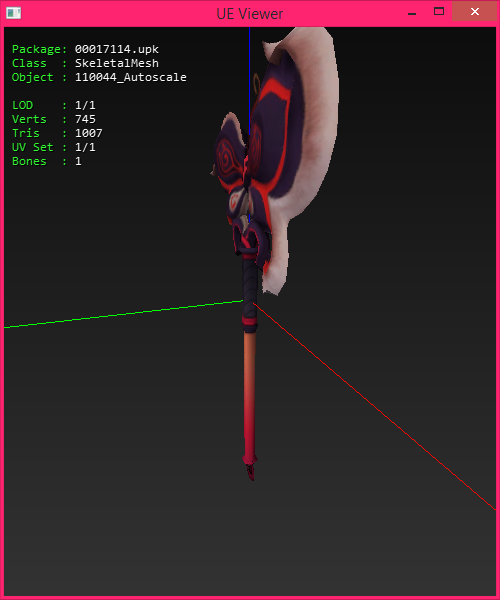 UE Viewer
Package: 00017114.upk
Class  : SkeletalMesh
Object : 110044_Autoscale
LOD    : 1/1
Verts  : 745
Tris   : 1007
UV Set : 1/1
Bones  : 1